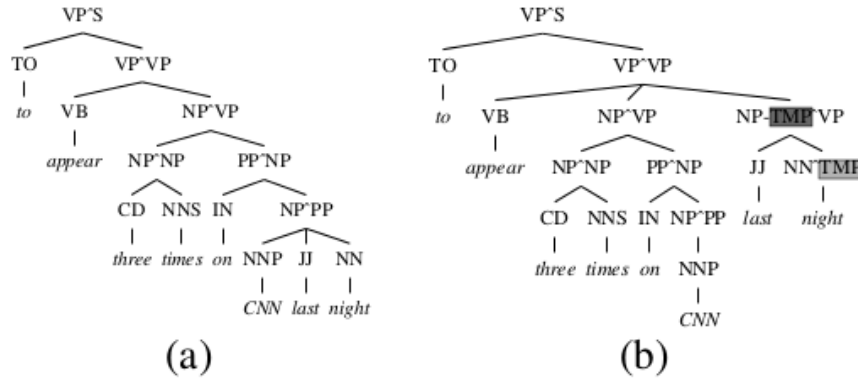 VP^S VP^S
TO VP^VP TO VP^VP
to VB NP^VP to VB NP^VP NP-TMP^VP
appear NP^NP PP^NP appear NP^NP PP^NP JJ NN^TMP
CD NNS IN NP^PP CD NNS IN NP^PP last night
three times on NNP JJ NN three times on NNP
CNN last night CNN
(a) (b)